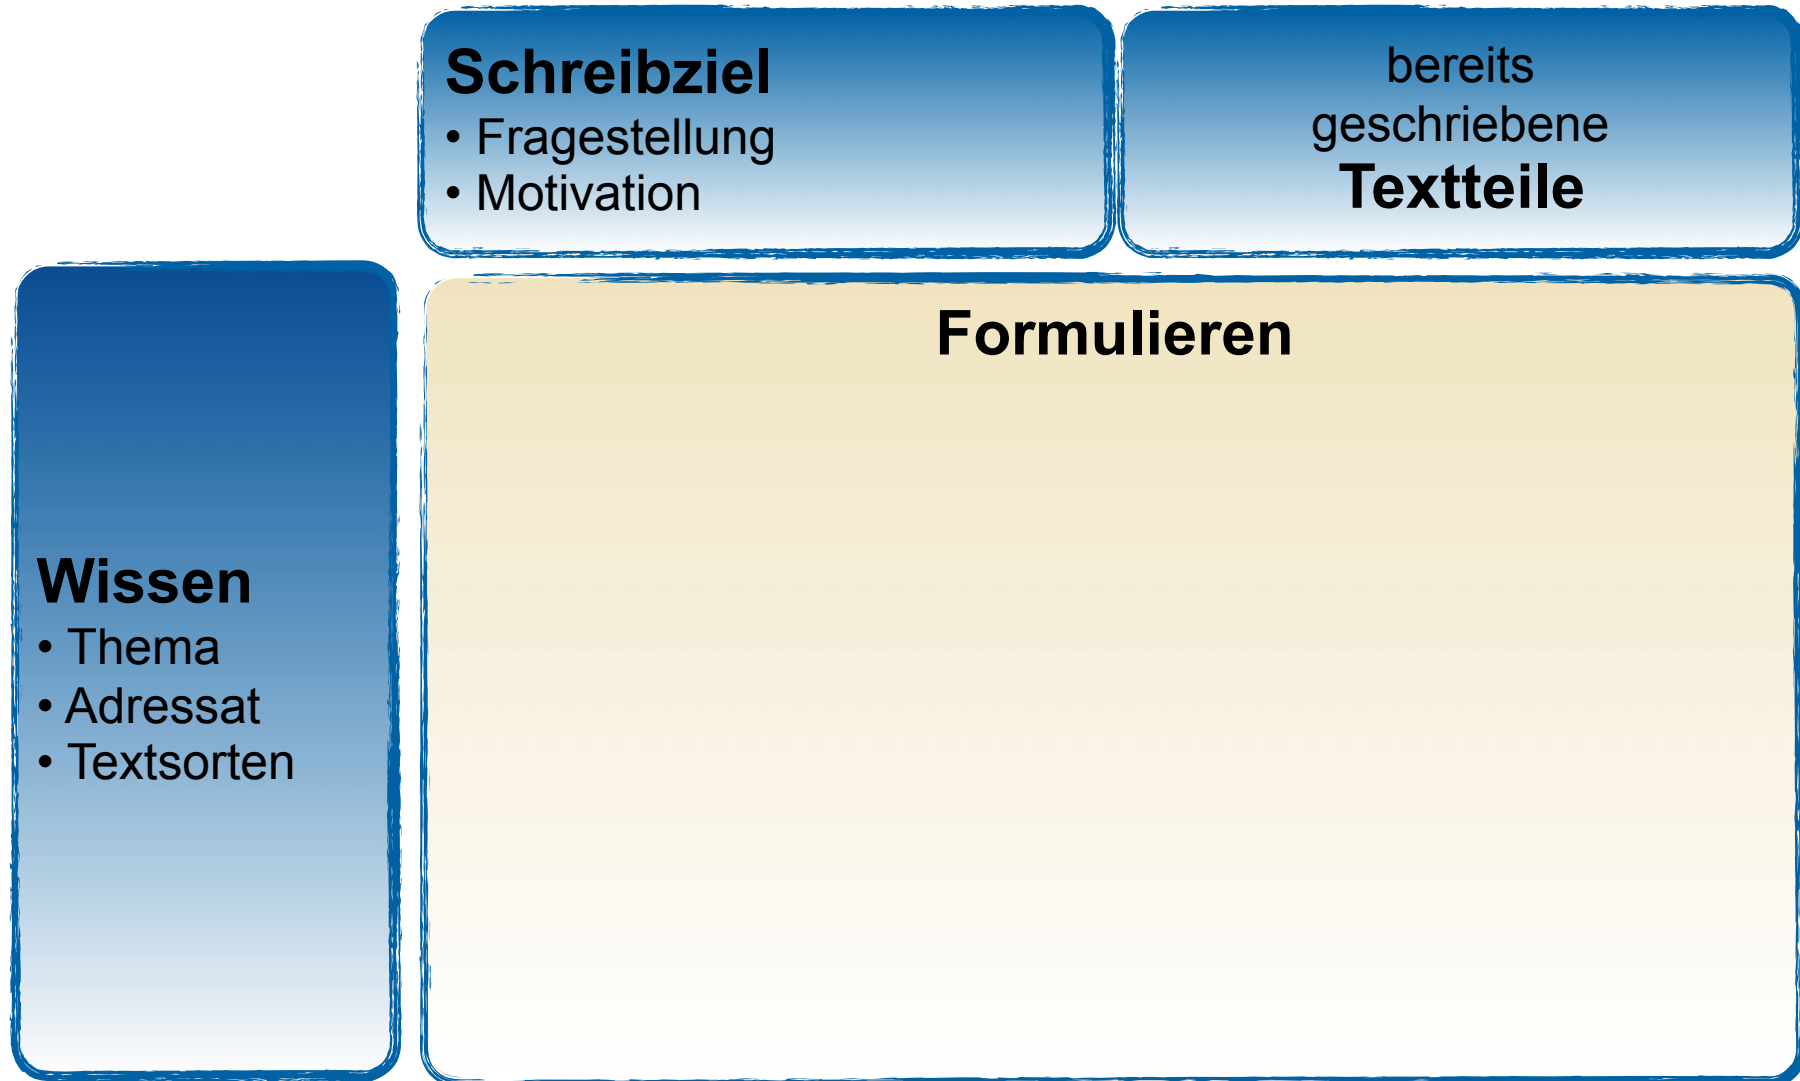 Schreibziel
• Fragestellung
• Motivation
bereits
geschriebene
Textteile
Wissen
• Thema
• Adressat
• Textsorten
Formulieren